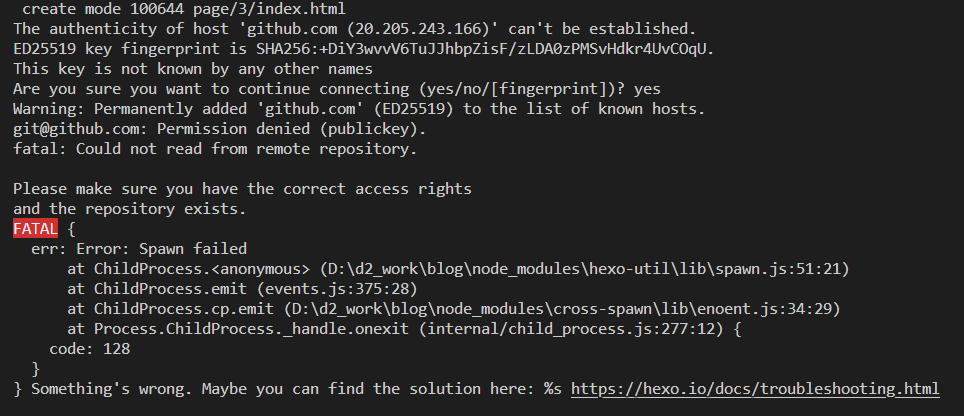 create mode 100644 page/3/index.html
The authenticity of host 'github.com (20.205.243.166)' can't be established.
ED25519 key fingerprint is SHA256:+DiY3wvvV6TuJJhbpZisF/zLDA0zPMSvHdkr4UvCOqU.
This key is not known by any other names
Are you sure you want to continue connecting (yes/no/[fingerprint])? yes
Warning: Permanently added 'github.com' (ED25519) to the list of known hosts.
git@github.com: Permission denied (publickey).
fatal: Could not read from remote repository.

Please make sure you have the correct access rights
and the repository exists.
FATAL {
  err: Error: Spawn failed
      at ChildProcess.<anonymous> (D:\d2_work\blog\node_modules\hexo-util\lib\spawn.js:51:21)
      at ChildProcess.emit (events.js:375:28)
      at ChildProcess.cp.emit (D:\d2_work\blog\node_modules\cross-spawn\lib\enoent.js:34:29)
      at Process.ChildProcess._handle.onexit (internal/child_process.js:277:12) {
    code: 128
  }
} Something's wrong. Maybe you can find the solution here: %s https://hexo.io/docs/troubleshooting.html